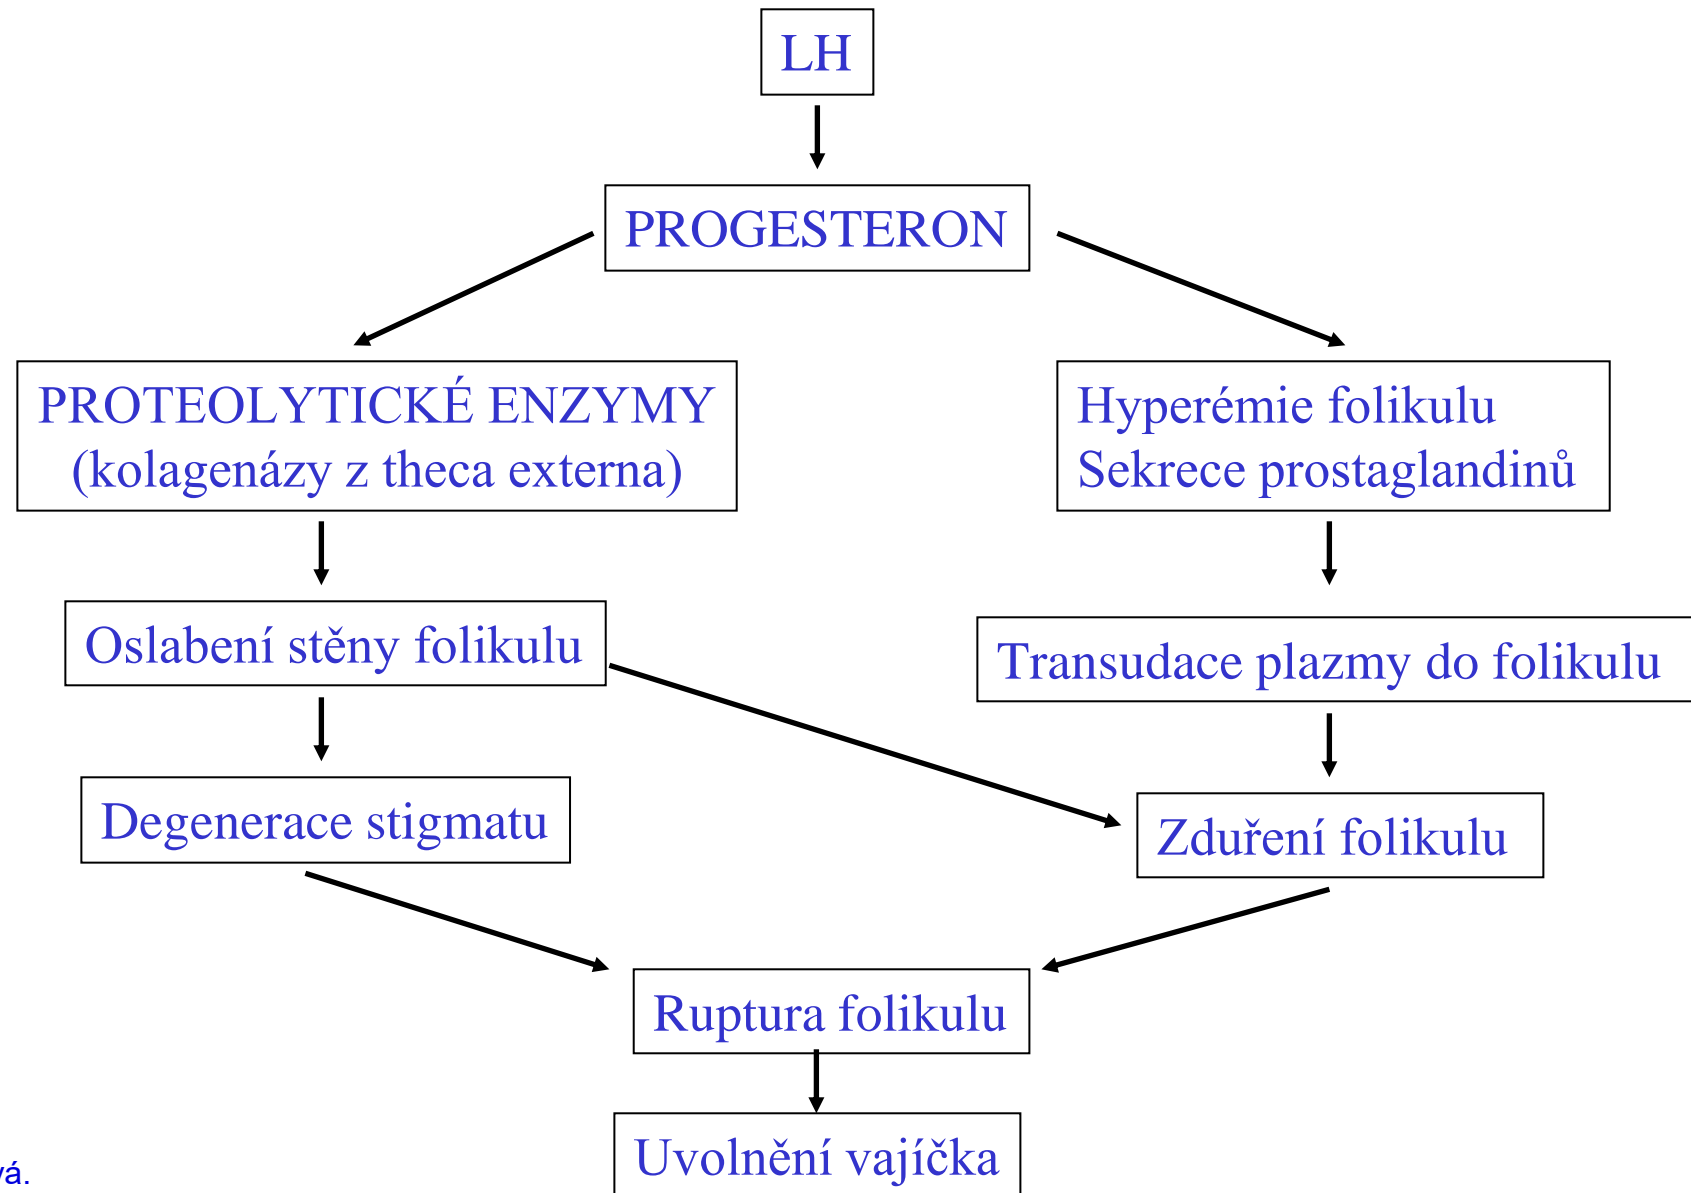 LH
PROGESTERON
PROTEOLYTICKÉ ENZYMY
(kolagenázy z theca externa)
Hyperémie folikulu
Sekrece prostaglandinů
Oslabení stěny folikulu
Transudace plazmy do folikulu
Degenerace stigmatu
Zduření folikulu
Ruptura folikulu
Uvolnění vajíčka